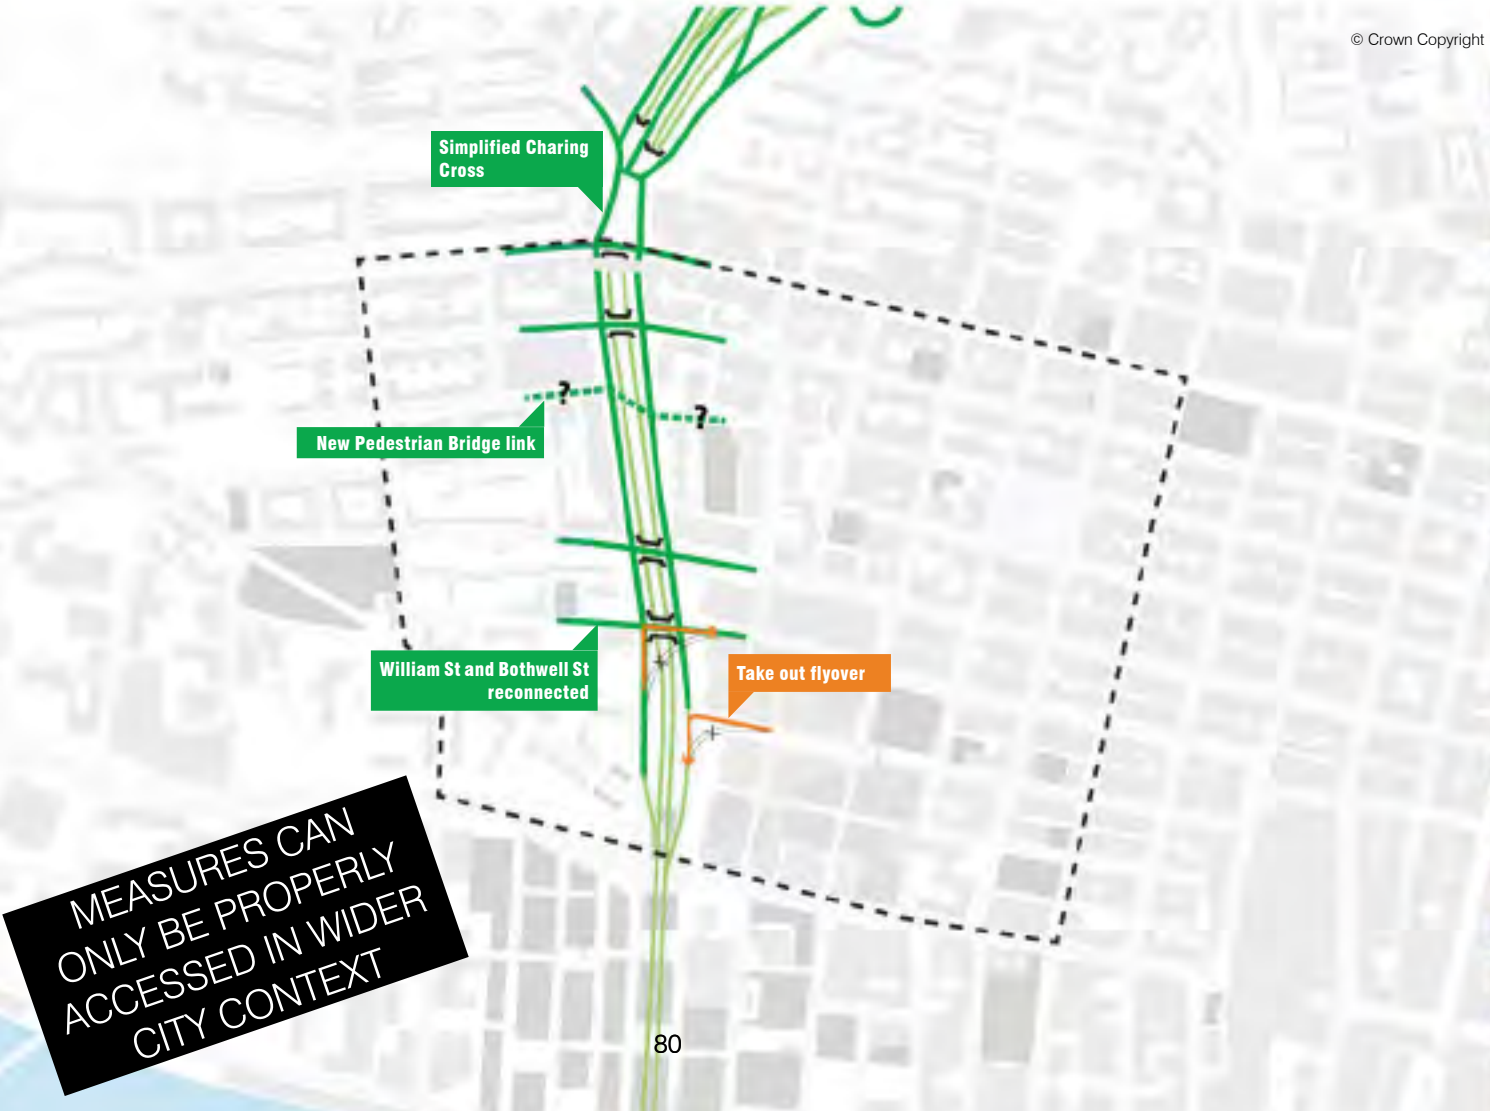 © Crown Copyright
Simplified Charing
Cross
?
?
New Pedestrian Bridge link
William St and Bothwell St
reconnected
Take out flyover
MEASURES CAN
ONLY BE PROPERLY
ACCESSED IN WIDER
CITY CONTEXT
80